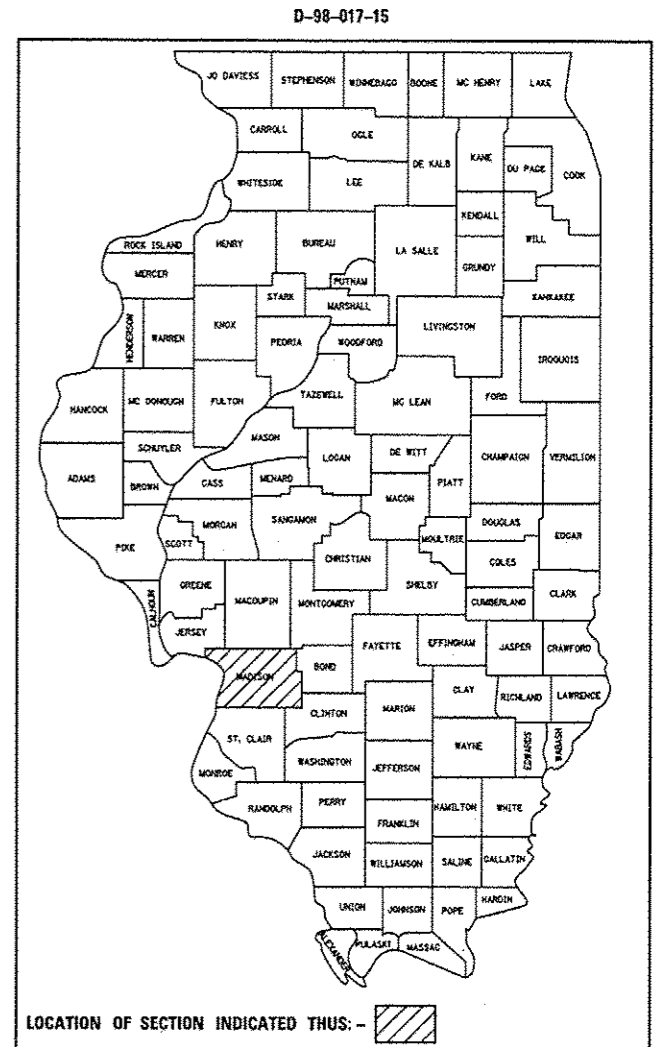 D-98-017-15
JO DAVIESS STEPHENSON WINNEBAGO BOONE MC HENRY LAKE
CARROLL OGLE
DE KALB KANE DU PAGE COOK
WHITESIDE LEE
KENDALL WILL
ROCK ISLAND HENRY BUREAU LA SALLE GRUNDY
MERCER PUTNAM KANKAKEE
STARK MARSHALL
HENDERSON WARREN KNOX PEORIA WOODFORD LIVINGSTON IROQUOIS
HANCOCK MC DONOUGH FULTON TAZEWELL MC LEAN FORD
SCHUYLER MASON
ADAMS BROWN CASS MENARD LOGAN DE WITT CHAMPAIGN VERMILION
MACON PIATT
PIKE SCOTT MORGAN SANGAMON DOUGLAS EDGAR
CHRISTIAN MOULTRIE COLES
CALHOUN GREENE MACOUPIN MONTGOMERY SHELBY CUMBERLAND CLARK
JERSEY
FAYETTE EFFINGHAM JASPER CRAWFORD
MADISON BOND
CLAY RICHLAND LAWRENCE
CLINTON MARION
ST. CLAIR WAYNE EDWARDS WABASH
MONROE WASHINGTON JEFFERSON
RANDOLPH PERRY HAMILTON WHITE
FRANKLIN
JACKSON WILLIAMSON SALINE GALLATIN
UNION JOHNSON POPE HARDIN
ALEXANDER PULASKI MASSAC
LOCATION OF SECTION INDICATED THUS: -